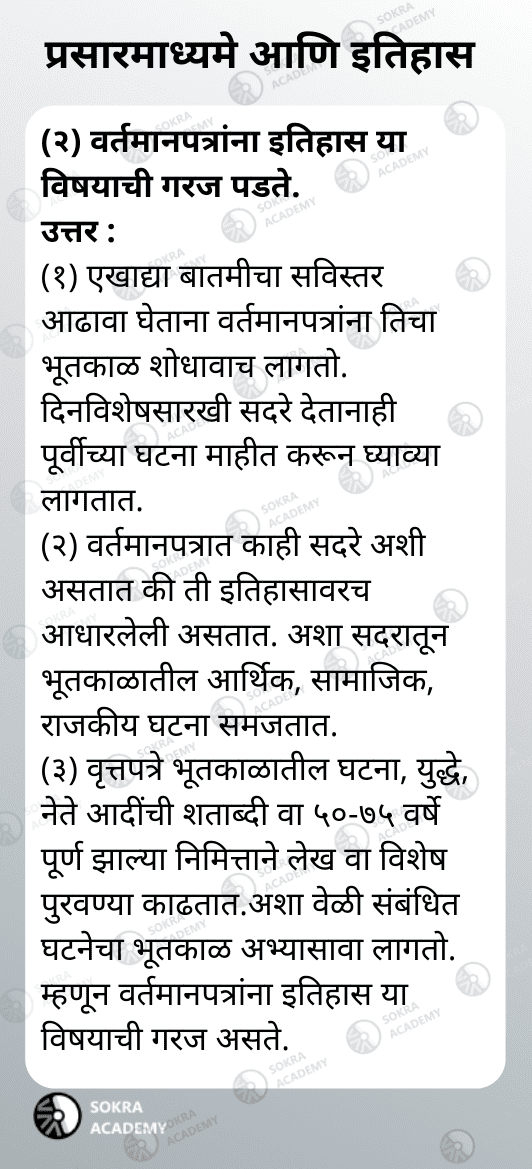 प्रसारमाध्यमे आणि इतिहास
(२) वर्तमानपत्रांना इतिहास या
विषयाची गरज पडते.
उत्तर :
(१) एखाद्या बातमीचा सविस्तर
आढावा घेताना वर्तमानपत्रांना तिचा
भूतकाळ शोधावाच लागतो.
दिनविशेषसारखी सदरे देतानाही
पूर्वीच्या घटना माहीत करून घ्याव्या
लागतात.
(२) वर्तमानपत्रात काही सदरे अशी
असतात की ती इतिहासावरच
आधारलेली असतात. अशा सदरातून
भूतकाळातील आर्थिक, सामाजिक,
राजकीय घटना समजतात.
(३) वृत्तपत्रे भूतकाळातील घटना, युद्धे,
नेते आदींची शताब्दी वा ५०-७५ वर्षे
पूर्ण झाल्या निमित्ताने लेख वा विशेष
पुरवण्या काढतात.अशा वेळी संबंधित
घटनेचा भूतकाळ अभ्यासावा लागतो.
म्हणून वर्तमानपत्रांना इतिहास या
विषयाची गरज असते.
SOKRA
ACADEMY